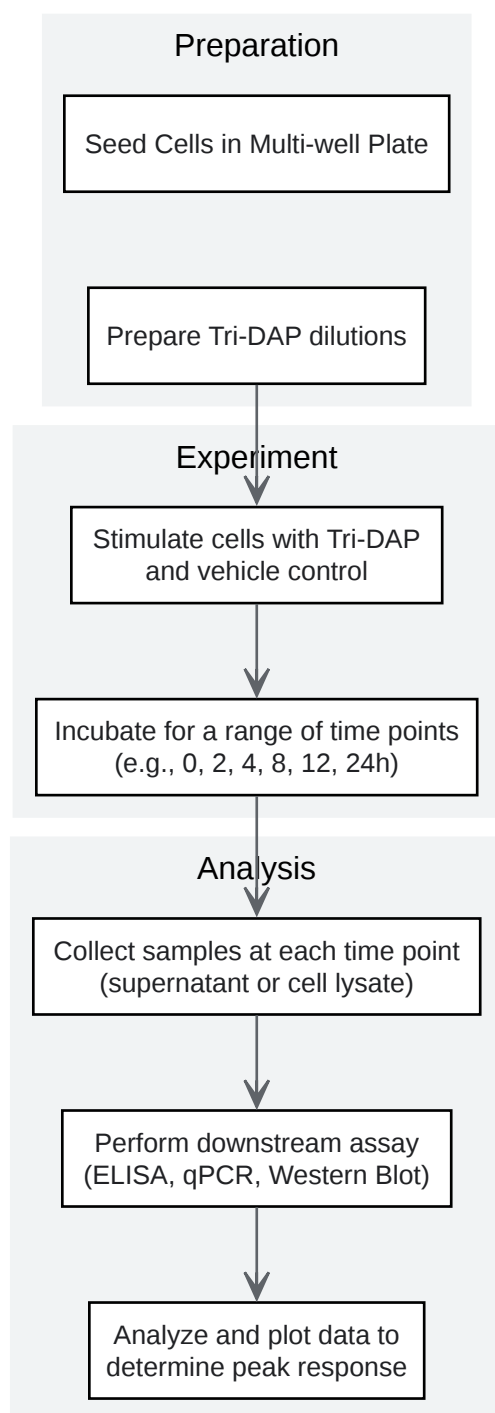 Preparation
Seed Cells in Multi-well Plate
Prepare Tri-DAP dilutions
Experiment
Stimulate cells with Tri-DAP
and vehicle control
Incubate for a range of time points
(e.g., 0, 2, 4, 8, 12, 24h)
Analysis
Collect samples at each time point
(supernatant or cell lysate)
Perform downstream assay
(ELISA, qPCR, Western Blot)
Analyze and plot data to
determine peak response